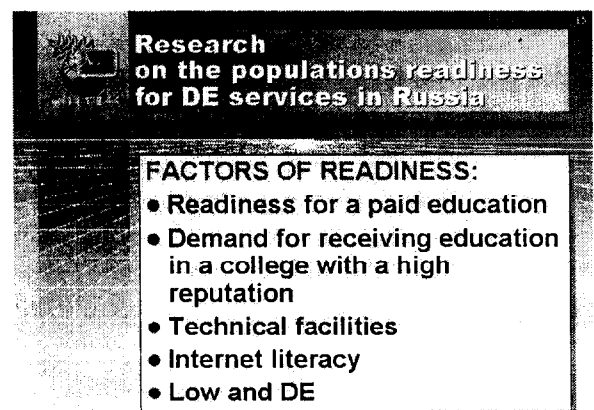 Research
on the populations readiness
for DE services in Russia
FACTORS OF READINESS:
• Readiness for a paid education
• Demand for receiving education
in a college with a high
reputation
• Technical facilities
• Internet literacy
• Low and DE